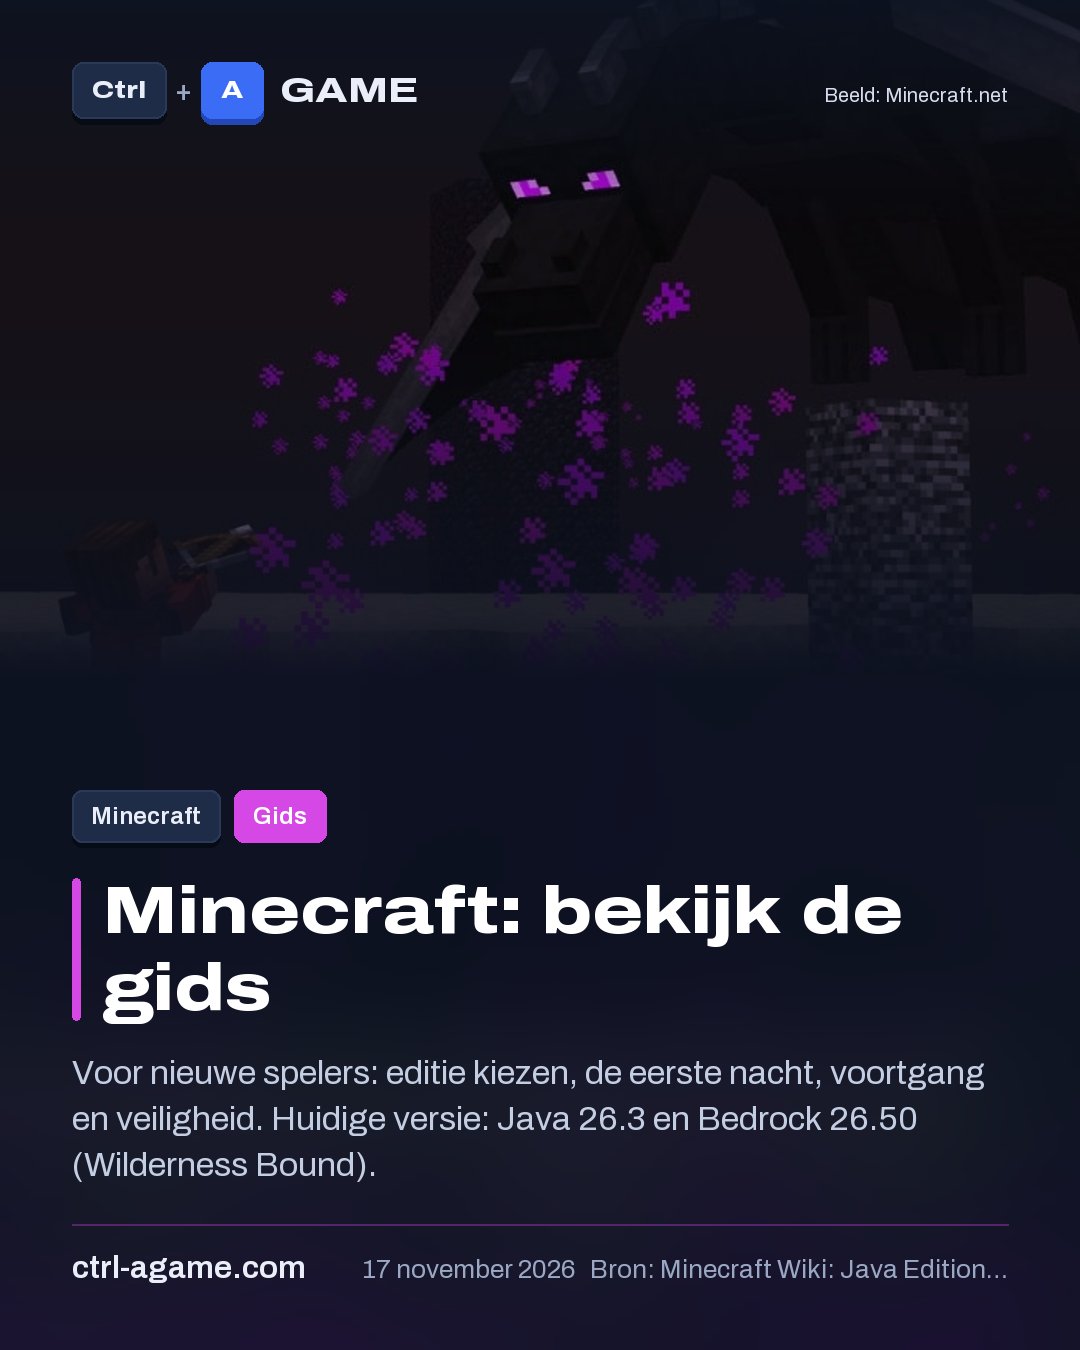 Ctrl + A GAME
Beeld: Minecraft.net
Minecraft Gids
Minecraft: bekijk de
gids
Voor nieuwe spelers: editie kiezen, de eerste nacht, voortgang
en veiligheid. Huidige versie: Java 26.3 en Bedrock 26.50
(Wilderness Bound).
ctrl-agame.com 17 november 2026 Bron: Minecraft Wiki: Java Edition...